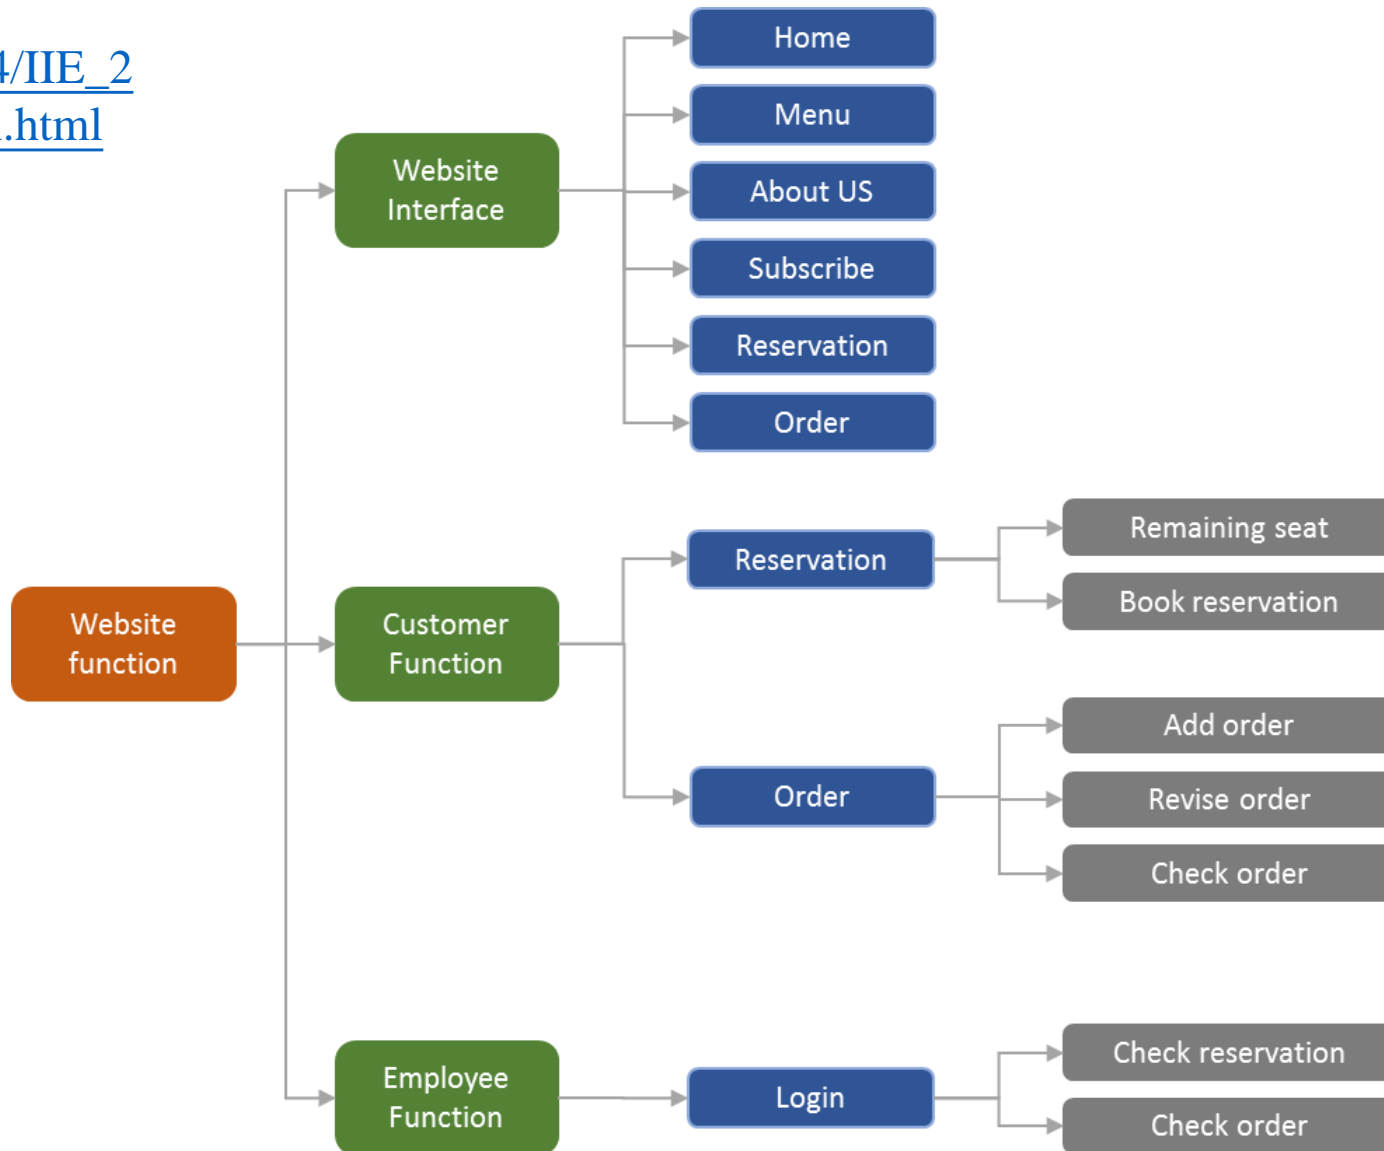 4/IIE_2
.html
Home
Menu
About US
Subscribe
Reservation
Order
Website
Interface
Website
function
Customer
Function
Reservation
Remaining seat
Book reservation
Order
Add order
Revise order
Check order
Employee
Function
Login
Check reservation
Check order